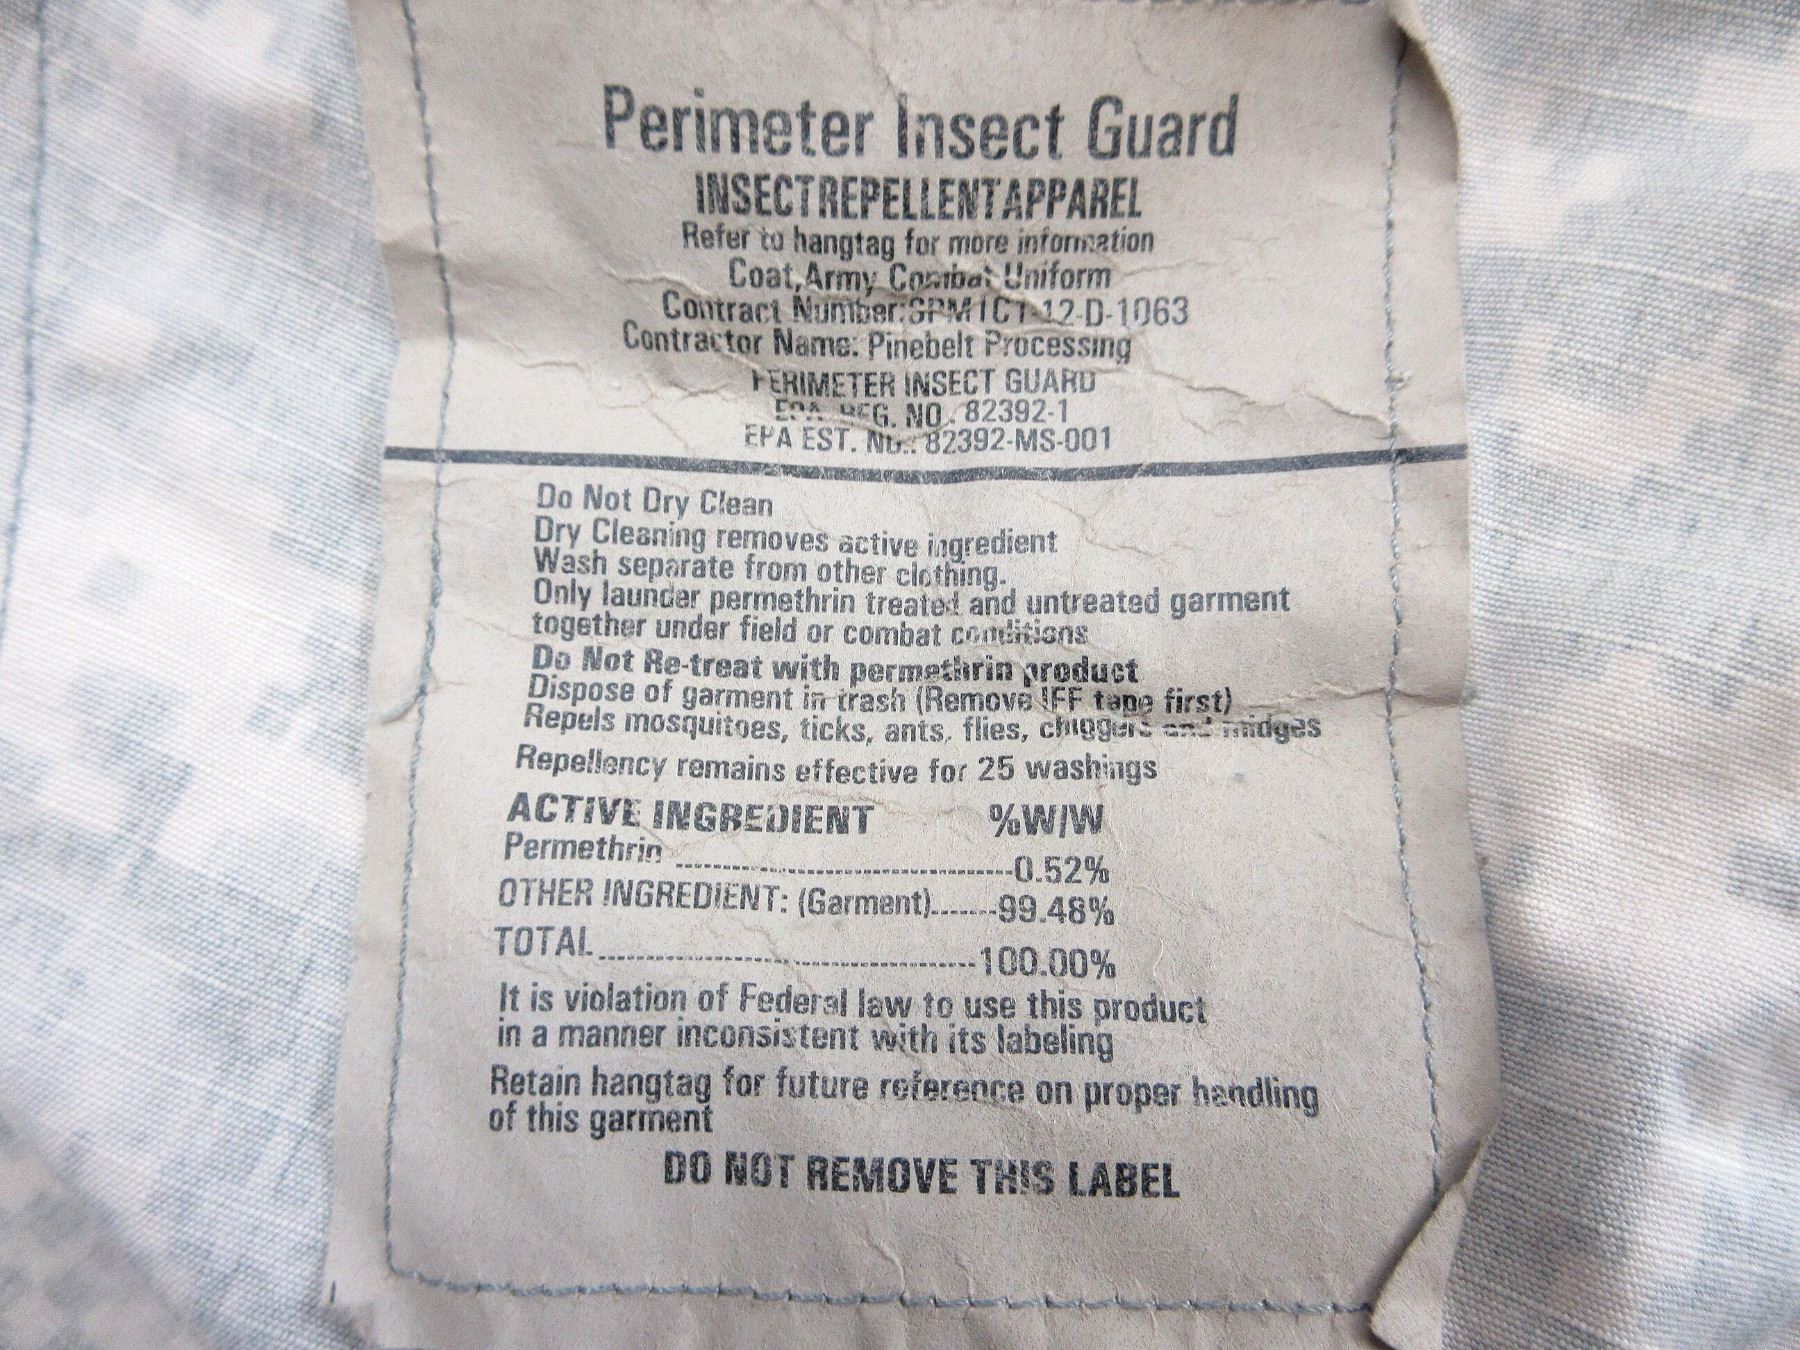 Perimeter Insect Guard
INSECT REPELLENT APPAREL
Refer to hangtag for more information
Coat, Army Combat Uniform
Contract Number: SPM1C1-12-D-1063
Contractor Name: Pinebelt Processing
PERIMETER INSECT GUARD
EPA REG. NO. 82392-1
EPA EST. NO.: 82392-MS-001
Do Not Dry Clean
Dry Cleaning removes active ingredient
Wash separate from other clothing.
Only launder permethrin treated and untreated garment
together under field or combat conditions
Do Not Re-treat with permethrin product
Dispose of garment in trash (Remove IFF tape first)
Repels mosquitoes, ticks, ants, flies, chiggers and midges
Repellency remains effective for 25 washings
ACTIVE INGREDIENT %W/W
Permethrin ------------------------0.52%
OTHER INGREDIENT: (Garment)-------99.48%
TOTAL------------------------100.00%
It is violation of Federal law to use this product
in a manner inconsistent with its labeling
Retain hangtag for future reference on proper handling
of this garment
DO NOT REMOVE THIS LABEL